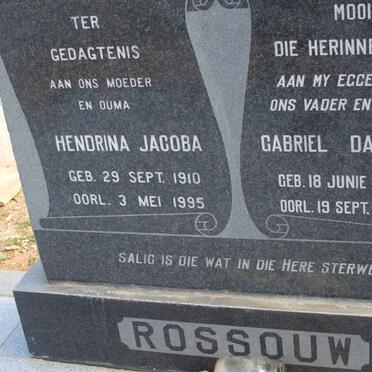 TER
GEDAGTENIS
AAN ONS MOEDER
EN OUMA
HENDRINA JACOBA
GEB. 29 SEPT. 1910
OORL. 3 MEI 1995
MOOI
DIE HERINNE
AAN MY EGGE
ONS VADER EN
GABRIEL DA
GEB. 18 JUNIE
OORL. 19 SEPT.
SALIG IS DIE WAT IN DIE HERE STERWE
ROSSOUW